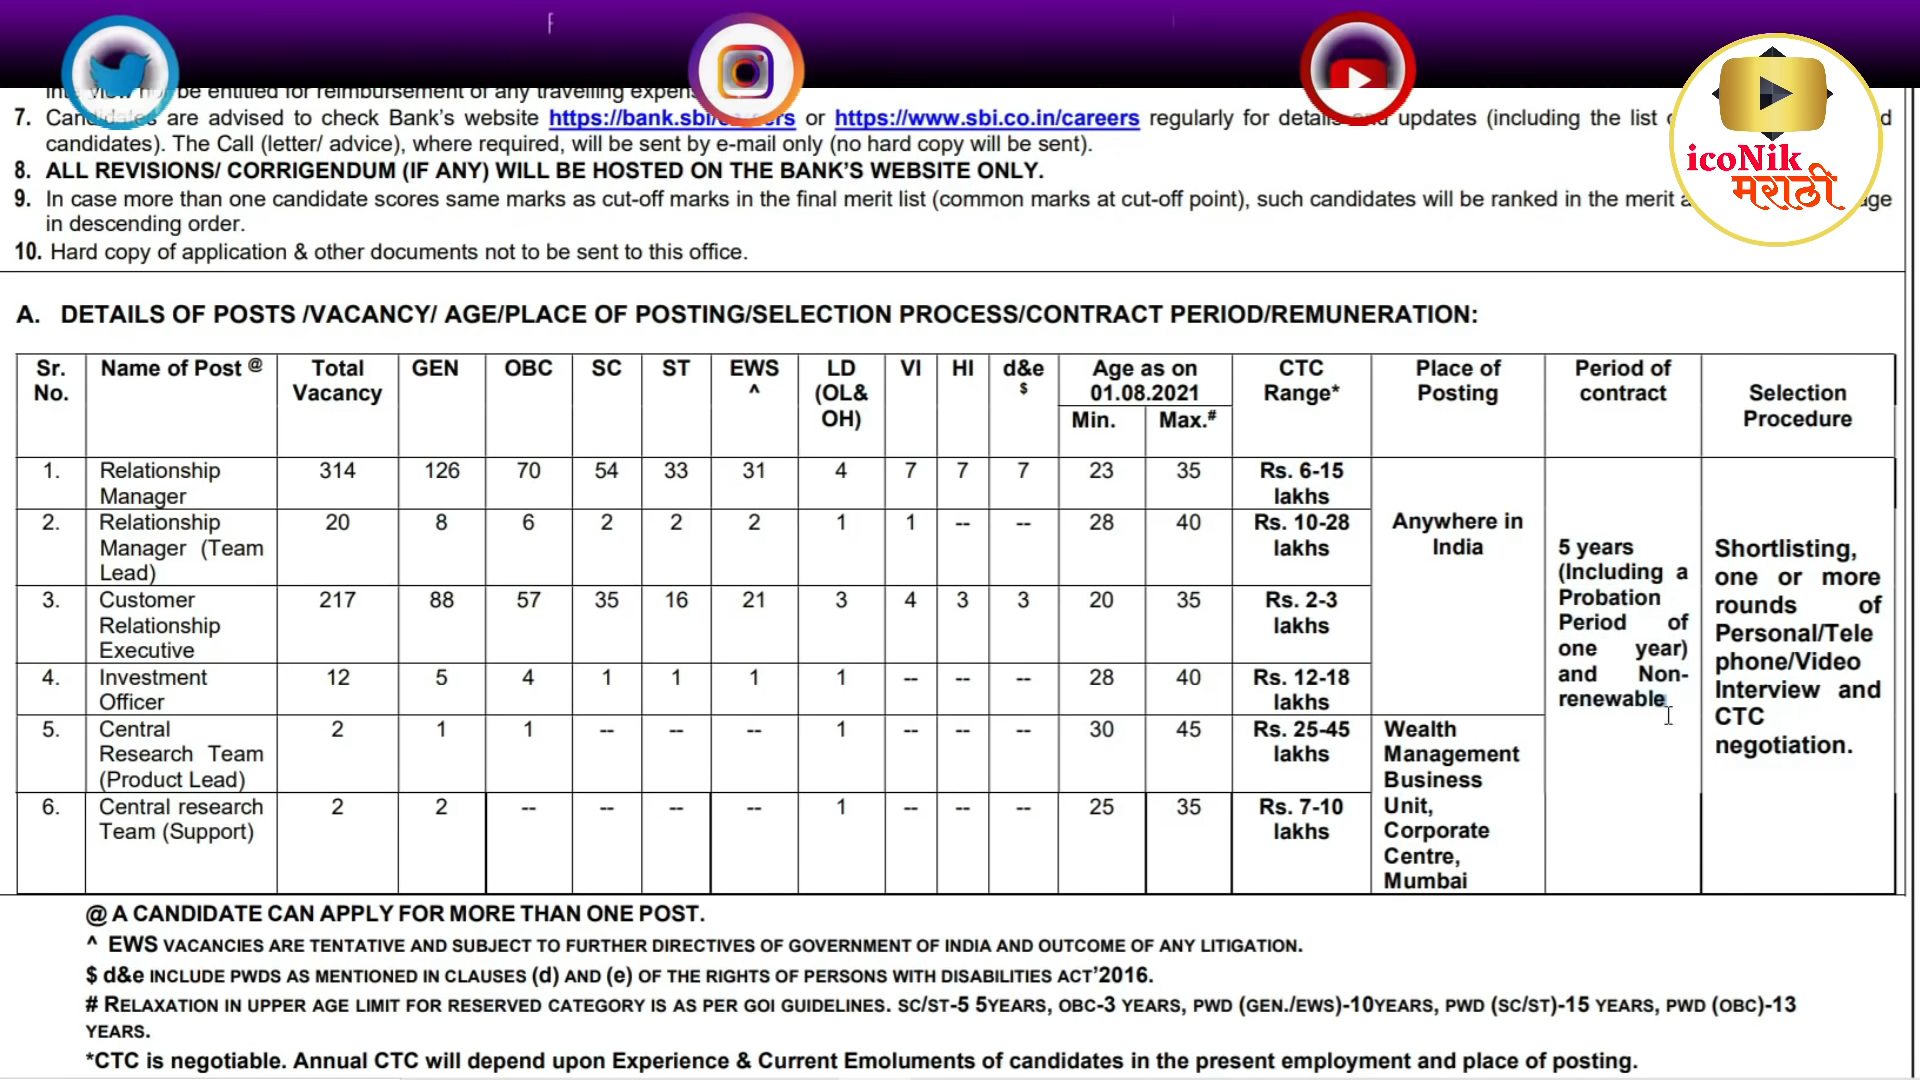 be entitled for reimbursement of any travelling
7. Candidates are advised to check Bank's website https://bank.sbi/careers or https://www.sbi.co.in/careers regularly for details and updates (including the list
candidates). The Call (letter/ advice), where required, will be sent by e-mail only (no hard copy will be sent).
8. ALL REVISIONS/ CORRIGENDUM (IF ANY) WILL BE HOSTED ON THE BANK'S WEBSITE ONLY.
9. In case more than one candidate scores same marks as cut-off marks in the final merit list (common marks at cut-off point), such candidates will be ranked in the merit
in descending order.
10. Hard copy of application & other documents not to be sent to this office.
icoNik
मराठी
A. DETAILS OF POSTS /VACANCY/ AGE/PLACE OF POSTING/SELECTION PROCESS/CONTRACT PERIOD/REMUNERATION:
Sr. No. Name of Post @ Total Vacancy GEN OBC SC ST EWS ^ LD (OL& OH) VI HI d&e $ Age as on 01.08.2021 Min. Max.# CTC Range* Place of Posting Period of contract Selection Procedure
1. Relationship Manager 314 126 70 54 33 31 4 7 7 7 23 35 Rs. 6-15 lakhs
2. Relationship Manager (Team Lead) 20 8 6 2 2 2 1 1 -- -- 28 40 Rs. 10-28 lakhs
3. Customer Relationship Executive 217 88 57 35 16 21 3 4 3 3 20 35 Rs. 2-3 lakhs
4. Investment Officer 12 5 4 1 1 1 1 -- -- -- 28 40 Rs. 12-18 lakhs
5. Central Research Team (Product Lead) 2 1 1 -- -- -- 1 -- -- -- 30 45 Rs. 25-45 lakhs
6. Central research Team (Support) 2 2 -- -- -- -- 1 -- -- -- 25 35 Rs. 7-10 lakhs
Anywhere in
India
Wealth
Management
Business
Unit,
Corporate
Centre,
Mumbai
5 years
(Including a
Probation
Period of
one year)
and Non-
renewable
Shortlisting,
one or more
rounds of
Personal/Tele
phone/Video
Interview and
CTC
negotiation.
@ A CANDIDATE CAN APPLY FOR MORE THAN ONE POST.
^ EWS VACANCIES ARE TENTATIVE AND SUBJECT TO FURTHER DIRECTIVES OF GOVERNMENT OF INDIA AND OUTCOME OF ANY LITIGATION.
$ d&e INCLUDE PWDS AS MENTIONED IN CLAUSES (d) AND (e) OF THE RIGHTS OF PERSONS WITH DISABILITIES ACT'2016.
# RELAXATION IN UPPER AGE LIMIT FOR RESERVED CATEGORY IS AS PER GOI GUIDELINES. SC/ST-5 5YEARS, OBC-3 YEARS, PWD (GEN./EWS)-10YEARS, PWD (SC/ST)-15 YEARS, PWD (OBC)-13
YEARS.
*CTC is negotiable. Annual CTC will depend upon Experience & Current Emoluments of candidates in the present employment and place of posting.